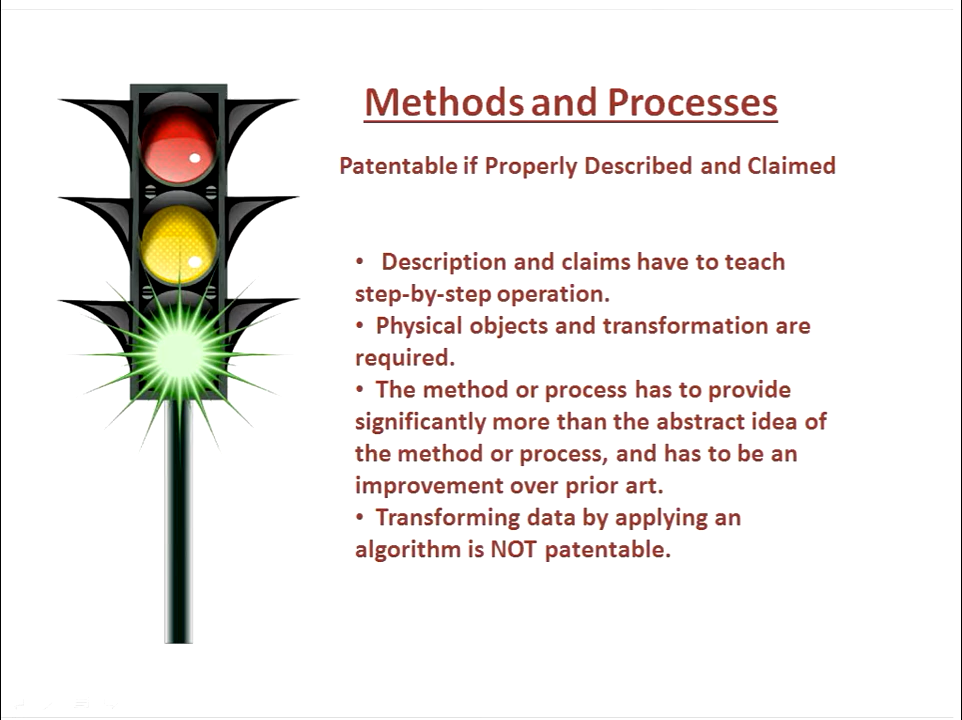 Methods and Processes
Patentable if Properly Described and Claimed
• Description and claims have to teach
step-by-step operation.
• Physical objects and transformation are
required.
• The method or process has to provide
significantly more than the abstract idea of
the method or process, and has to be an
improvement over prior art.
• Transforming data by applying an
algorithm is NOT patentable.